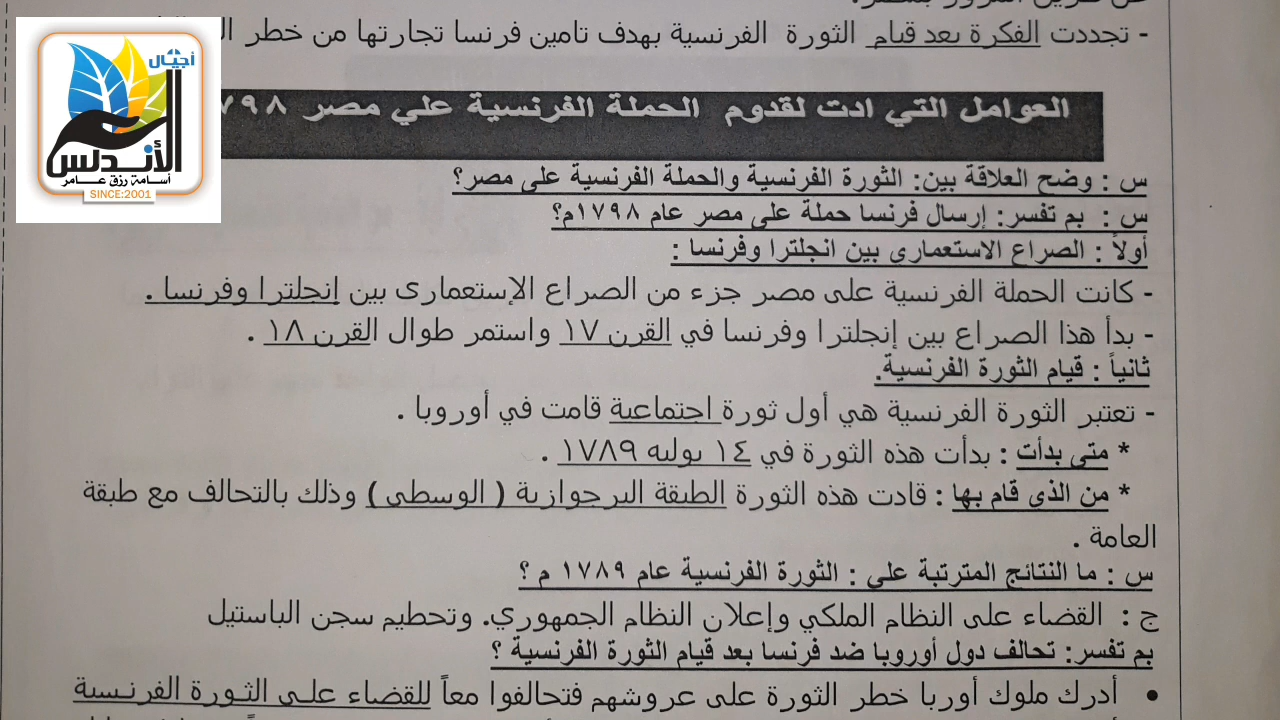 - تجددت الفكرة بعد قيام الثورة الفرنسية بهدف تامين فرنسا تجارتها من خطر
العوامل التي ادت لقدوم الحملة الفرنسية علي مصر ٧٩٨
أجيال
الأندلس
أسامة رزق عامر
SINCE:2001
س : وضح العلاقة بين: الثورة الفرنسية والحملة الفرنسية على مصر؟
س : بم تفسر: إرسال فرنسا حملة على مصر عام ١٧٩٨م؟
أولاً : الصراع الاستعمارى بين انجلترا وفرنسا :
- كانت الحملة الفرنسية على مصر جزء من الصراع الإستعمارى بين إنجلترا وفرنسا .
- بدأ هذا الصراع بين إنجلترا وفرنسا في القرن ١٧ واستمر طوال القرن ١٨ .
ثانياً : قيام الثورة الفرنسية.
- تعتبر الثورة الفرنسية هي أول ثورة اجتماعية قامت في أوروبا .
* متى بدأت : بدأت هذه الثورة في ١٤ يوليه ١٧٨٩ .
* من الذى قام بها : قادت هذه الثورة الطبقة البرجوازية ( الوسطى ) وذلك بالتحالف مع طبقة
العامة .
س : ما النتائج المترتبة على : الثورة الفرنسية عام ١٧٨٩ م ؟
ج : القضاء على النظام الملكي وإعلان النظام الجمهوري. وتحطيم سجن الباستيل
بم تفسر: تحالف دول أوروبا ضد فرنسا بعد قيام الثورة الفرنسية ؟
• أدرك ملوك أوربا خطر الثورة على عروشهم فتحالفوا معاً للقضاء على الثورة الفرنسية